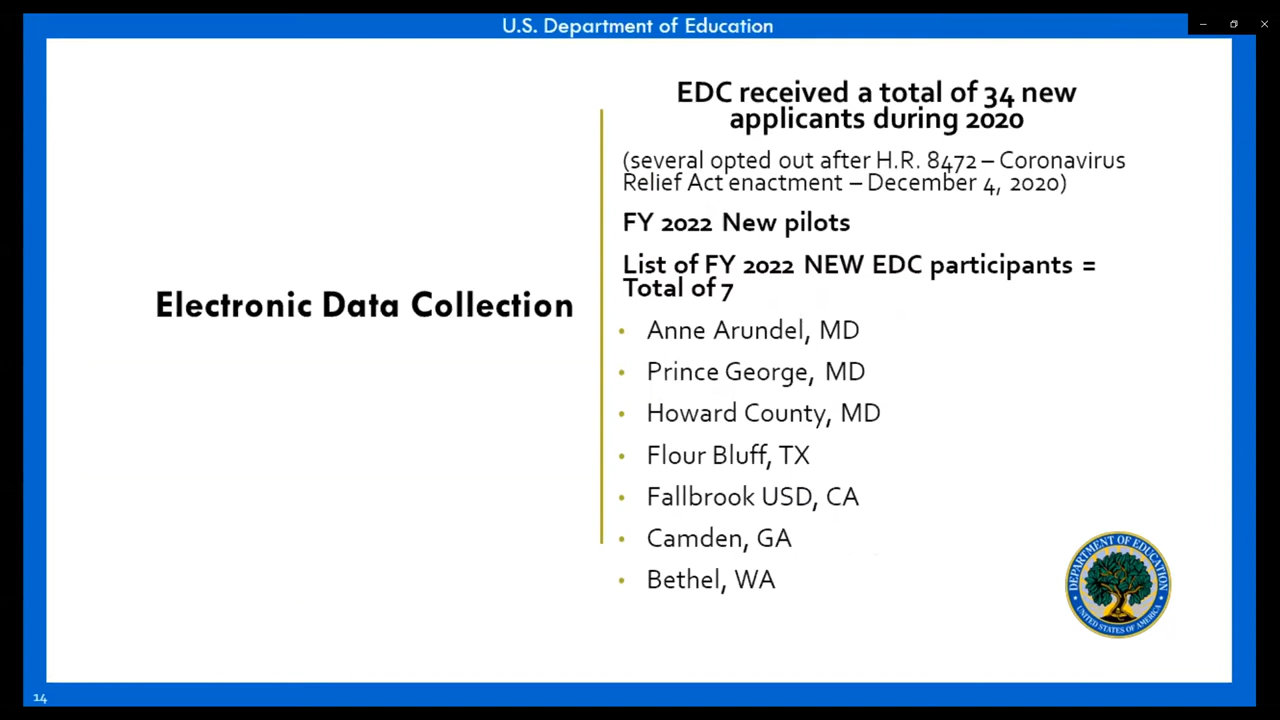 U.S. Department of Education
EDC received a total of 34 new
applicants during 2020
(several opted out after H.R. 8472 – Coronavirus
Relief Act enactment – December 4, 2020)
FY 2022 New pilots
List of FY 2022 NEW EDC participants =
Total of 7
Electronic Data Collection
• Anne Arundel, MD
• Prince George, MD
• Howard County, MD
• Flour Bluff, TX
• Fallbrook USD, CA
• Camden, GA
• Bethel, WA
DEPARTMENT OF EDUCATION
UNITED STATES OF AMERICA
14